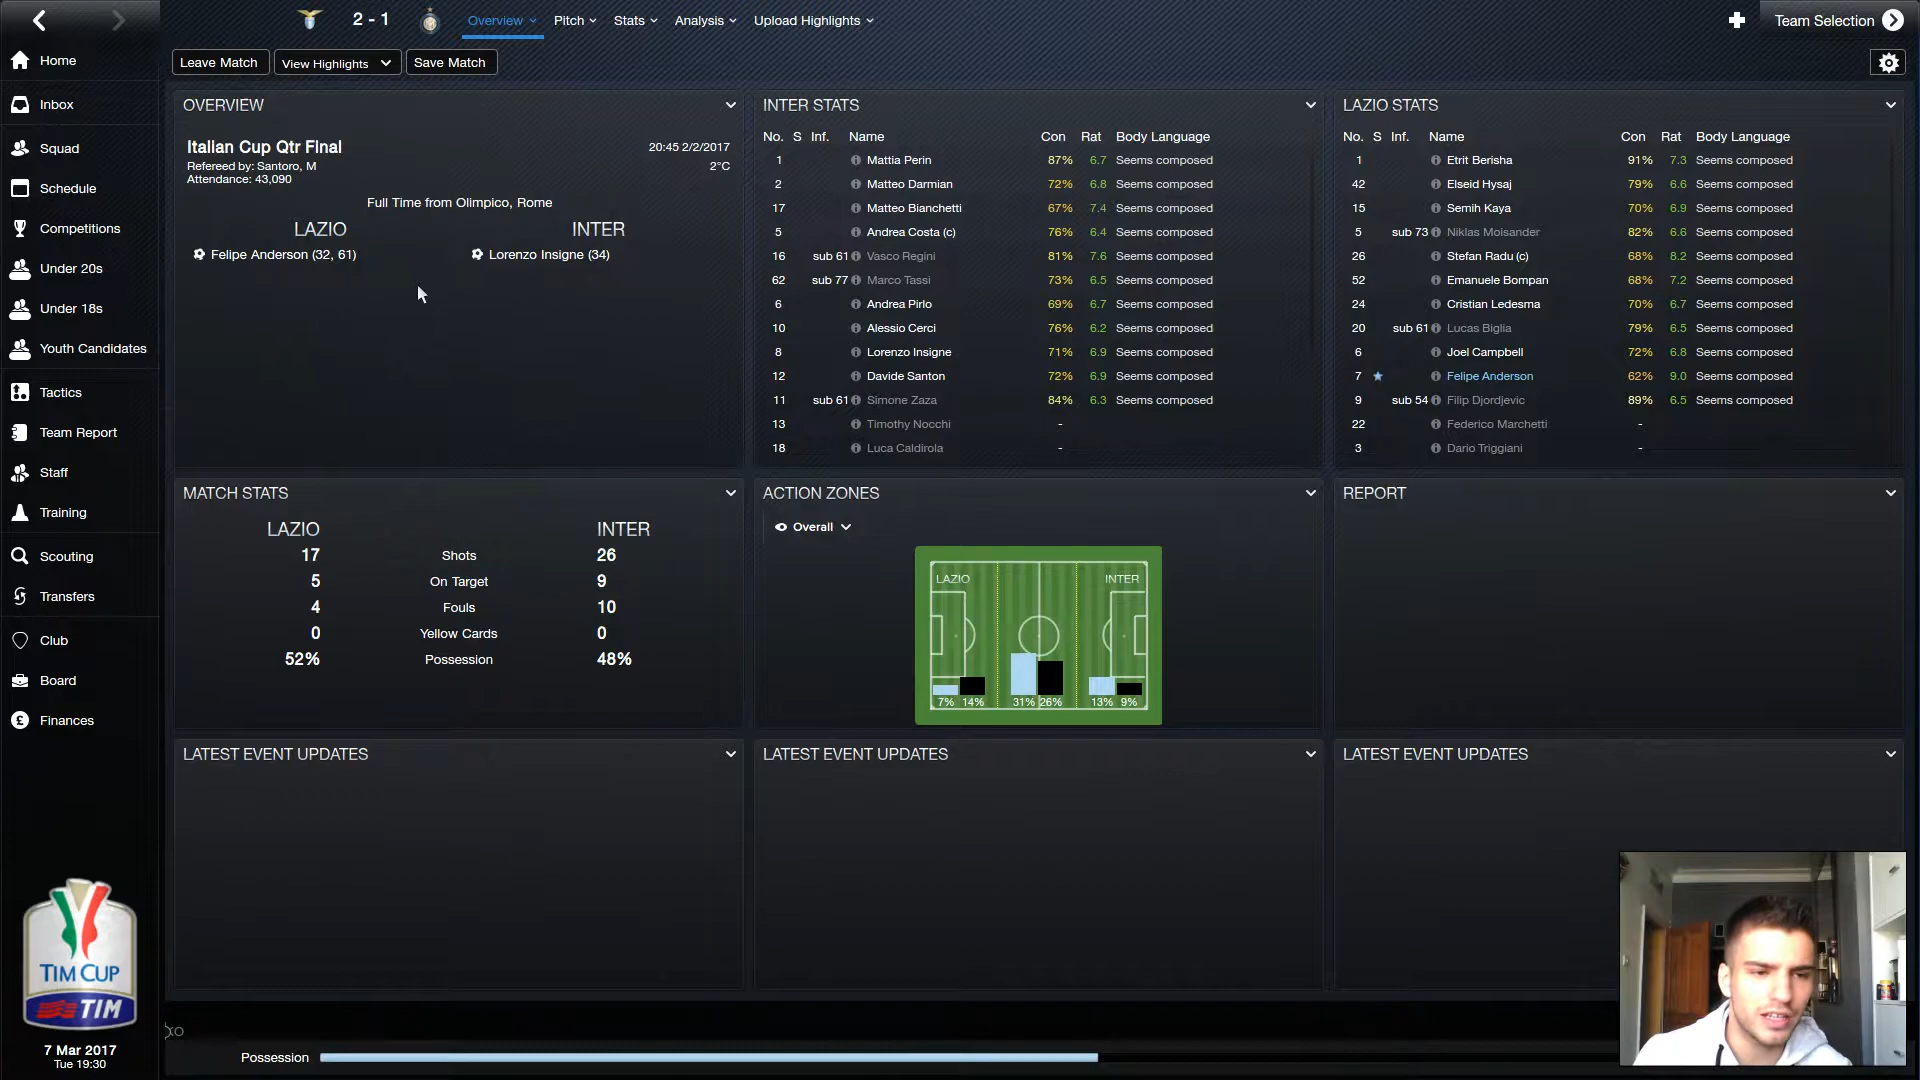 2 - 1
Overview
Pitch
Stats
Analysis
Upload Highlights
Team Selection
Leave Match
View Highlights
Save Match
Home
Inbox
Squad
Schedule
Competitions
Under 20s
Under 18s
Youth Candidates
Tactics
Team Report
Staff
Training
Scouting
Transfers
Club
Board
Finances
TIM CUP
TIM
7 Mar 2017
Tue 19:30
OVERVIEW
Italian Cup Qtr Final 20:45 2/2/2017
Refereed by: Santoro, M 2°C
Attendance: 43,090
Full Time from Olimpico, Rome
LAZIO INTER
Felipe Anderson (32, 61) Lorenzo Insigne (34)
INTER STATS
No. S Inf. Name Con Rat Body Language
1 Mattia Perin 87% 6.7 Seems composed
2 Matteo Darmian 72% 6.8 Seems composed
17 Matteo Bianchetti 67% 7.4 Seems composed
5 Andrea Costa (c) 76% 6.4 Seems composed
16 sub 61 Vasco Regini 81% 7.6 Seems composed
62 sub 77 Marco Tassi 73% 6.5 Seems composed
6 Andrea Pirlo 69% 6.7 Seems composed
10 Alessio Cerci 76% 6.2 Seems composed
8 Lorenzo Insigne 71% 6.9 Seems composed
12 Davide Santon 72% 6.9 Seems composed
11 sub 61 Simone Zaza 84% 6.3 Seems composed
13 Timothy Nocchi -
18 Luca Caldirola -
LAZIO STATS
No. S Inf. Name Con Rat Body Language
1 Etrit Berisha 91% 7.3 Seems composed
42 Elseid Hysaj 79% 6.6 Seems composed
15 Semih Kaya 70% 6.9 Seems composed
5 sub 73 Niklas Moisander 82% 6.6 Seems composed
26 Stefan Radu (c) 68% 8.2 Seems composed
52 Emanuele Bompan 68% 7.2 Seems composed
24 Cristian Ledesma 70% 6.7 Seems composed
20 sub 61 Lucas Biglia 79% 6.5 Seems composed
6 Joel Campbell 72% 6.8 Seems composed
7 Felipe Anderson 62% 9.0 Seems composed
9 sub 54 Filip Djordjevic 89% 6.5 Seems composed
22 Federico Marchetti -
3 Dario Triggiani -
MATCH STATS
LAZIO INTER
17 Shots 26
5 On Target 9
4 Fouls 10
0 Yellow Cards 0
52% Possession 48%
ACTION ZONES
Overall
LAZIO INTER
7% 14% 31% 26% 13% 9%
REPORT
LATEST EVENT UPDATES
LATEST EVENT UPDATES
LATEST EVENT UPDATES
Possession